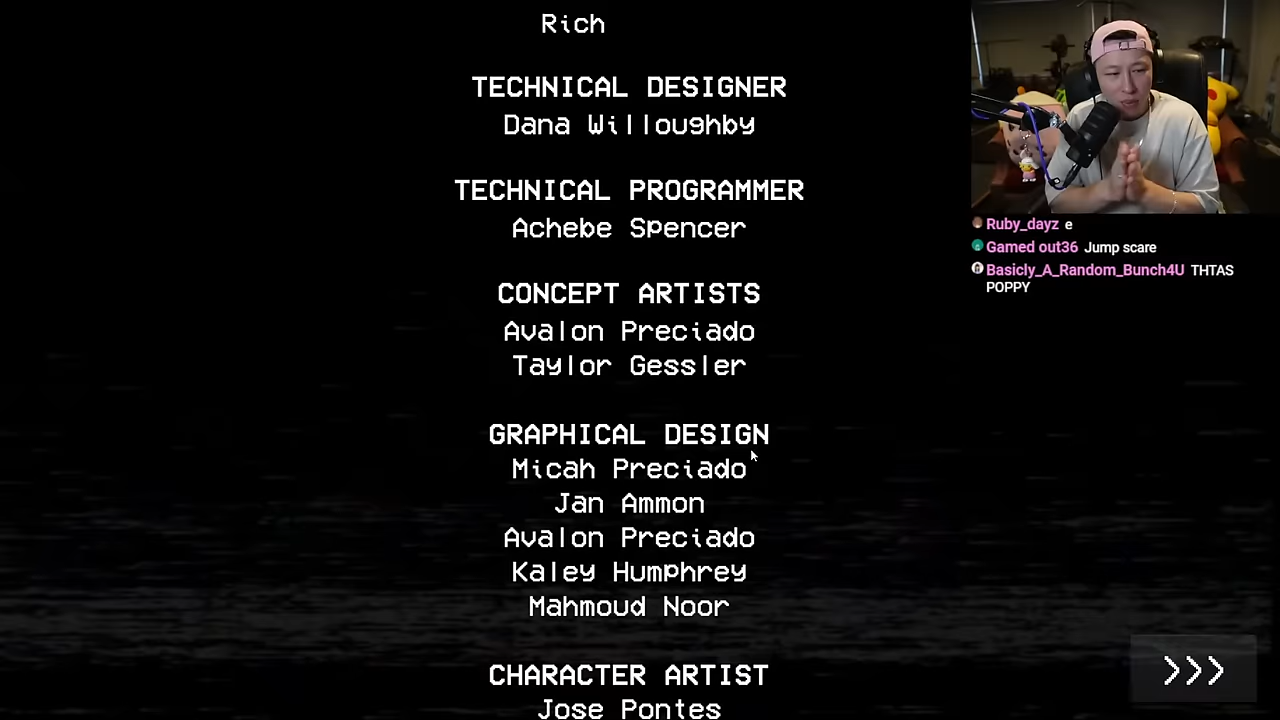 Rich
TECHNICAL DESIGNER
Dana Willoughby
TECHNICAL PROGRAMMER
Achebe Spencer
CONCEPT ARTISTS
Avalon Preciado
Taylor Gessler
GRAPHICAL DESIGN
Micah Preciado
Jan Ammon
Avalon Preciado
Kaley Humphrey
Mahmoud Noor
CHARACTER ARTIST
Jose Pontes
>>>
Ruby_dayz e
Gamed out36 Jump scare
Basicly_A_Random_Bunch4U THTAS
POPPY